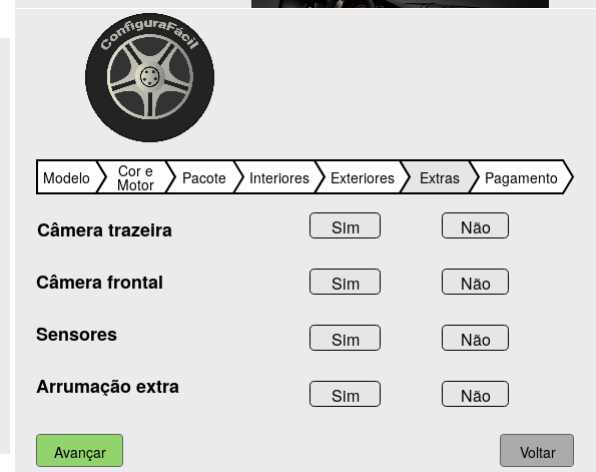 ConfiguraFácil
Modelo
Cor e
Motor
Pacote
Interiores
Exteriores
Extras
Pagamento
Câmera trazeira
Sim
Não
Câmera frontal
Sim
Não
Sensores
Sim
Não
Arrumação extra
Sim
Não
Avançar
Voltar